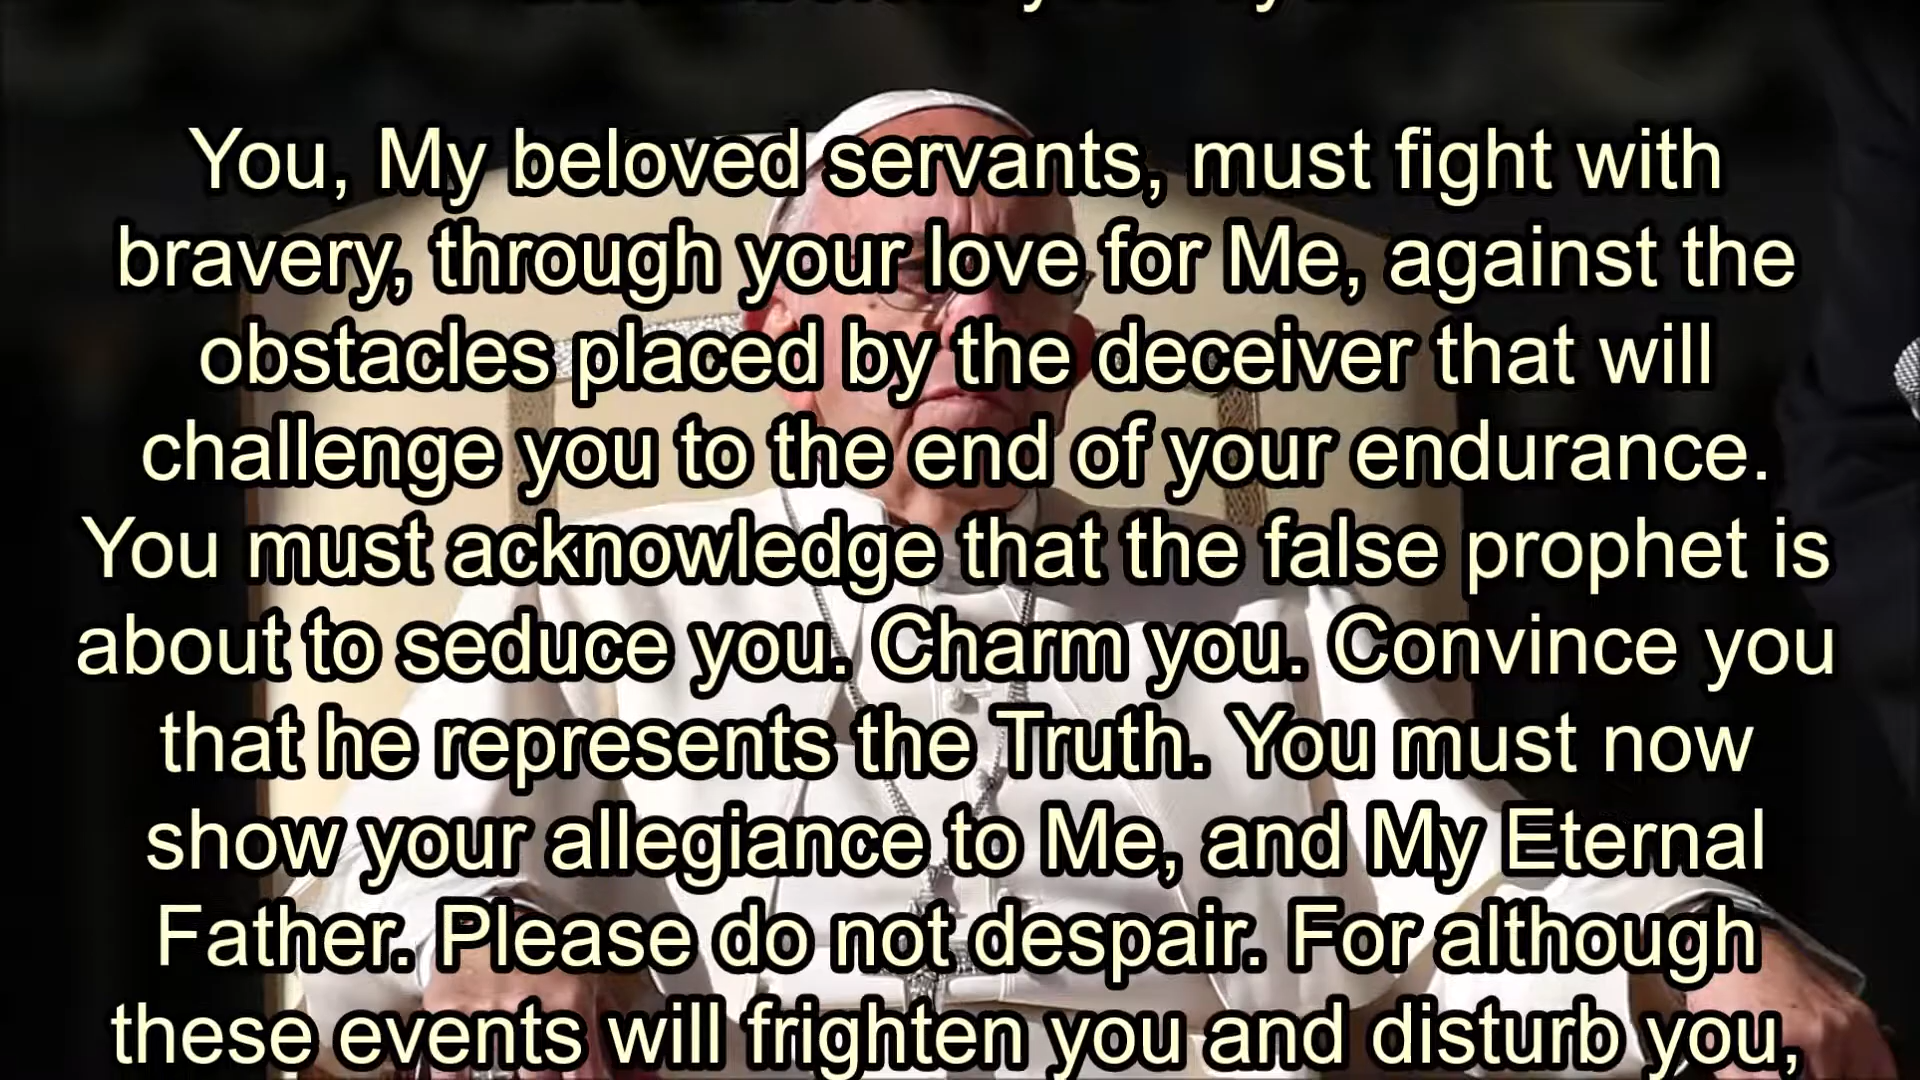 You, My beloved servants, must fight with
bravery, through your love for Me, against the
obstacles placed by the deceiver that will
challenge you to the end of your endurance.
You must acknowledge that the false prophet is
about to seduce you. Charm you. Convince you
that he represents the Truth. You must now
show your allegiance to Me, and My Eternal
Father. Please do not despair. For although
these events will frighten you and disturb you,